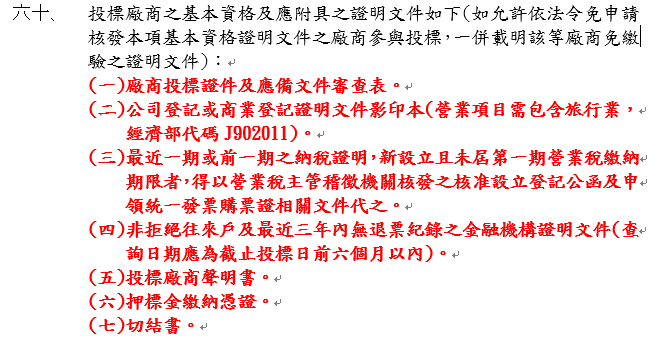 六十、 投標廠商之基本資格及應附具之證明文件如下(如允許依法令免申請
核發本項基本資格證明文件之廠商參與投標，一併載明該等廠商免繳
驗之證明文件)：
(一)廠商投標證件及應備文件審查表。
(二)公司登記或商業登記證明文件影印本(營業項目需包含旅行業，
經濟部代碼 J902011)。
(三)最近一期或前一期之納稅證明，新設立且未屆第一期營業稅繳納
期限者，得以營業稅主管稽徵機關核發之核准設立登記公函及申
領統一發票購票證相關文件代之。
(四)非拒絕往來戶及最近三年內無退票紀錄之金融機構證明文件(查
詢日期應為截止投標日前六個月以內)。
(五)投標廠商聲明書。
(六)押標金繳納憑證。
(七)切結書。